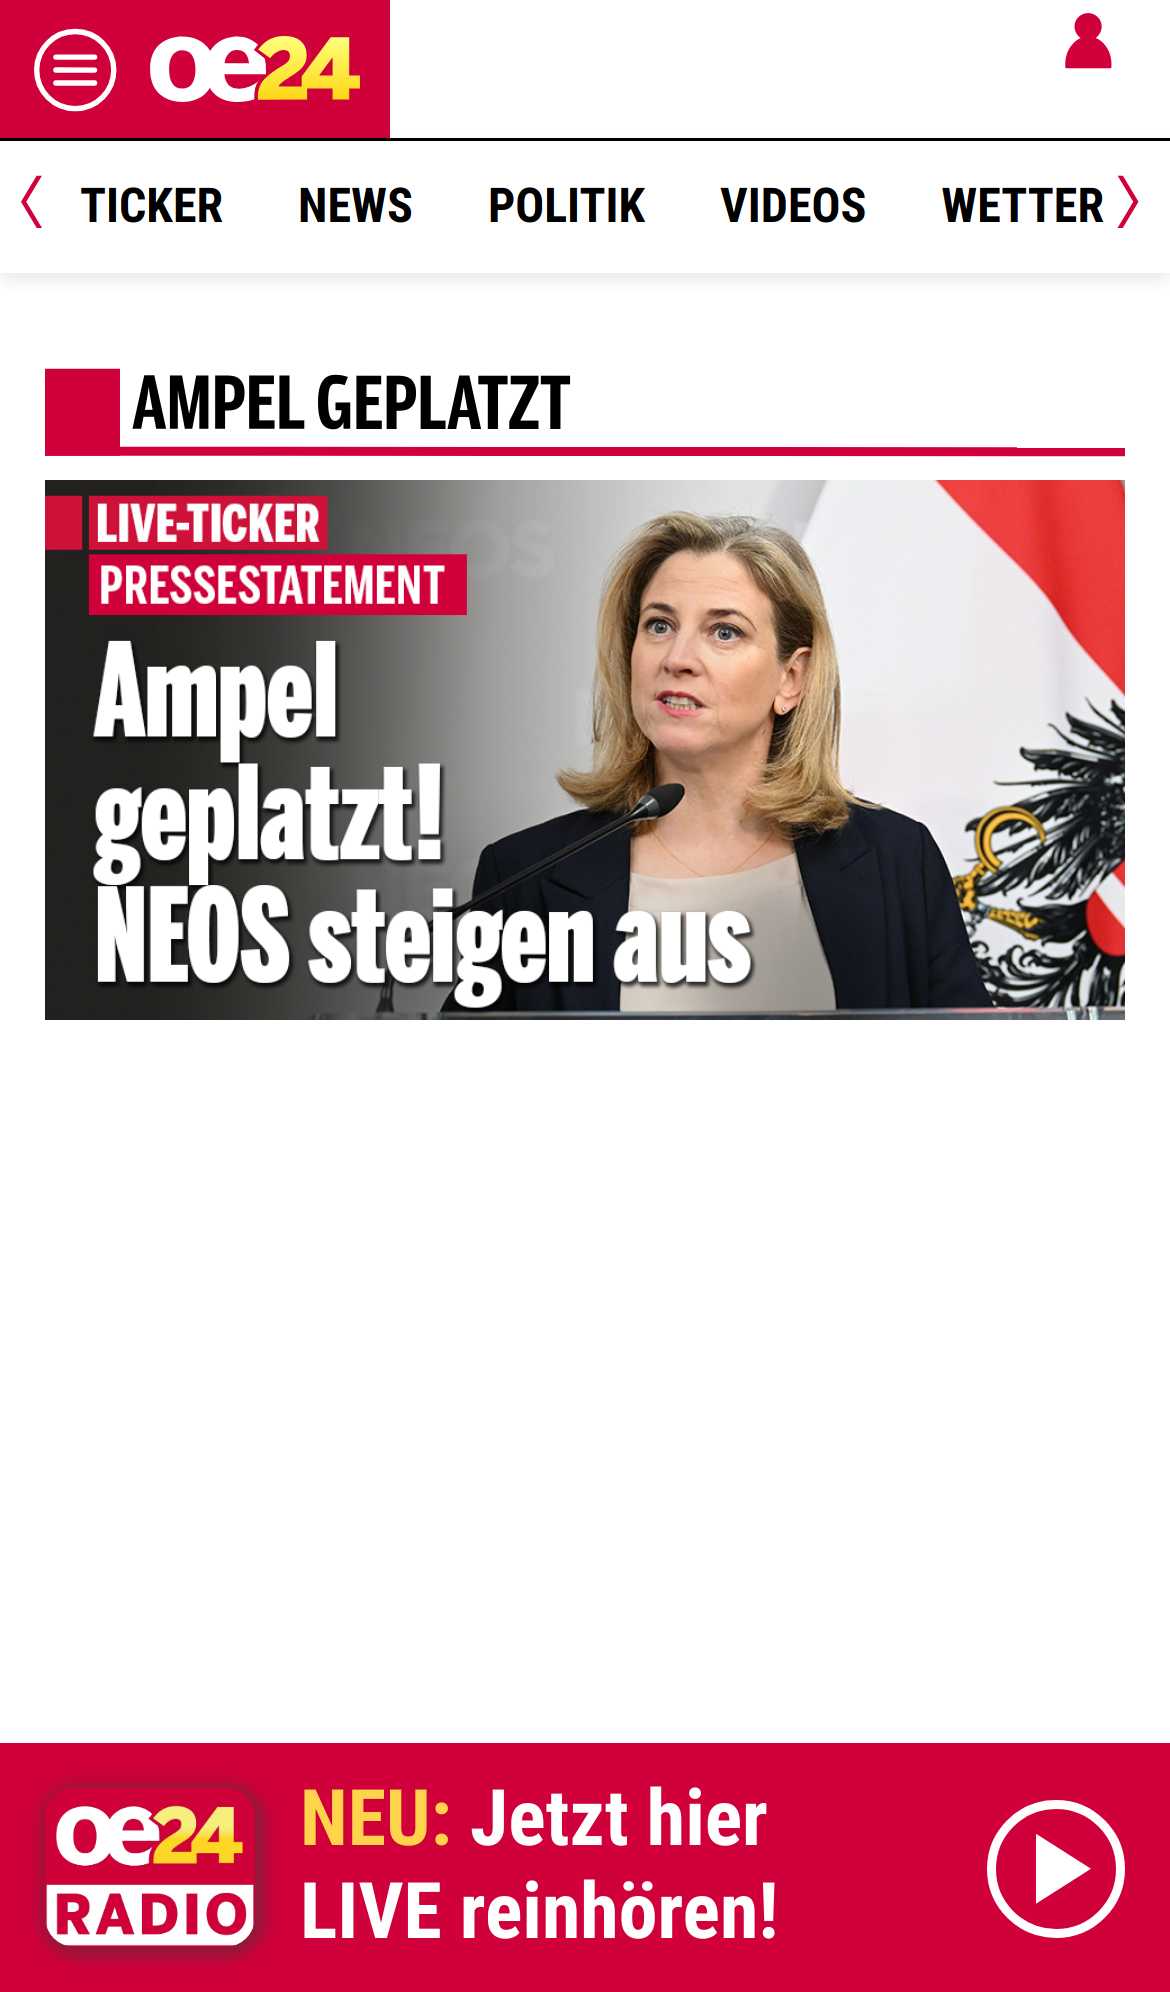 oe24
TICKER NEWS POLITIK VIDEOS WETTER
AMPEL GEPLATZT
LIVE-TICKER
PRESSESTATEMENT
Ampel
geplatzt!
NEOS steigen aus
oe24
RADIO
NEU: Jetzt hier
LIVE reinhören!